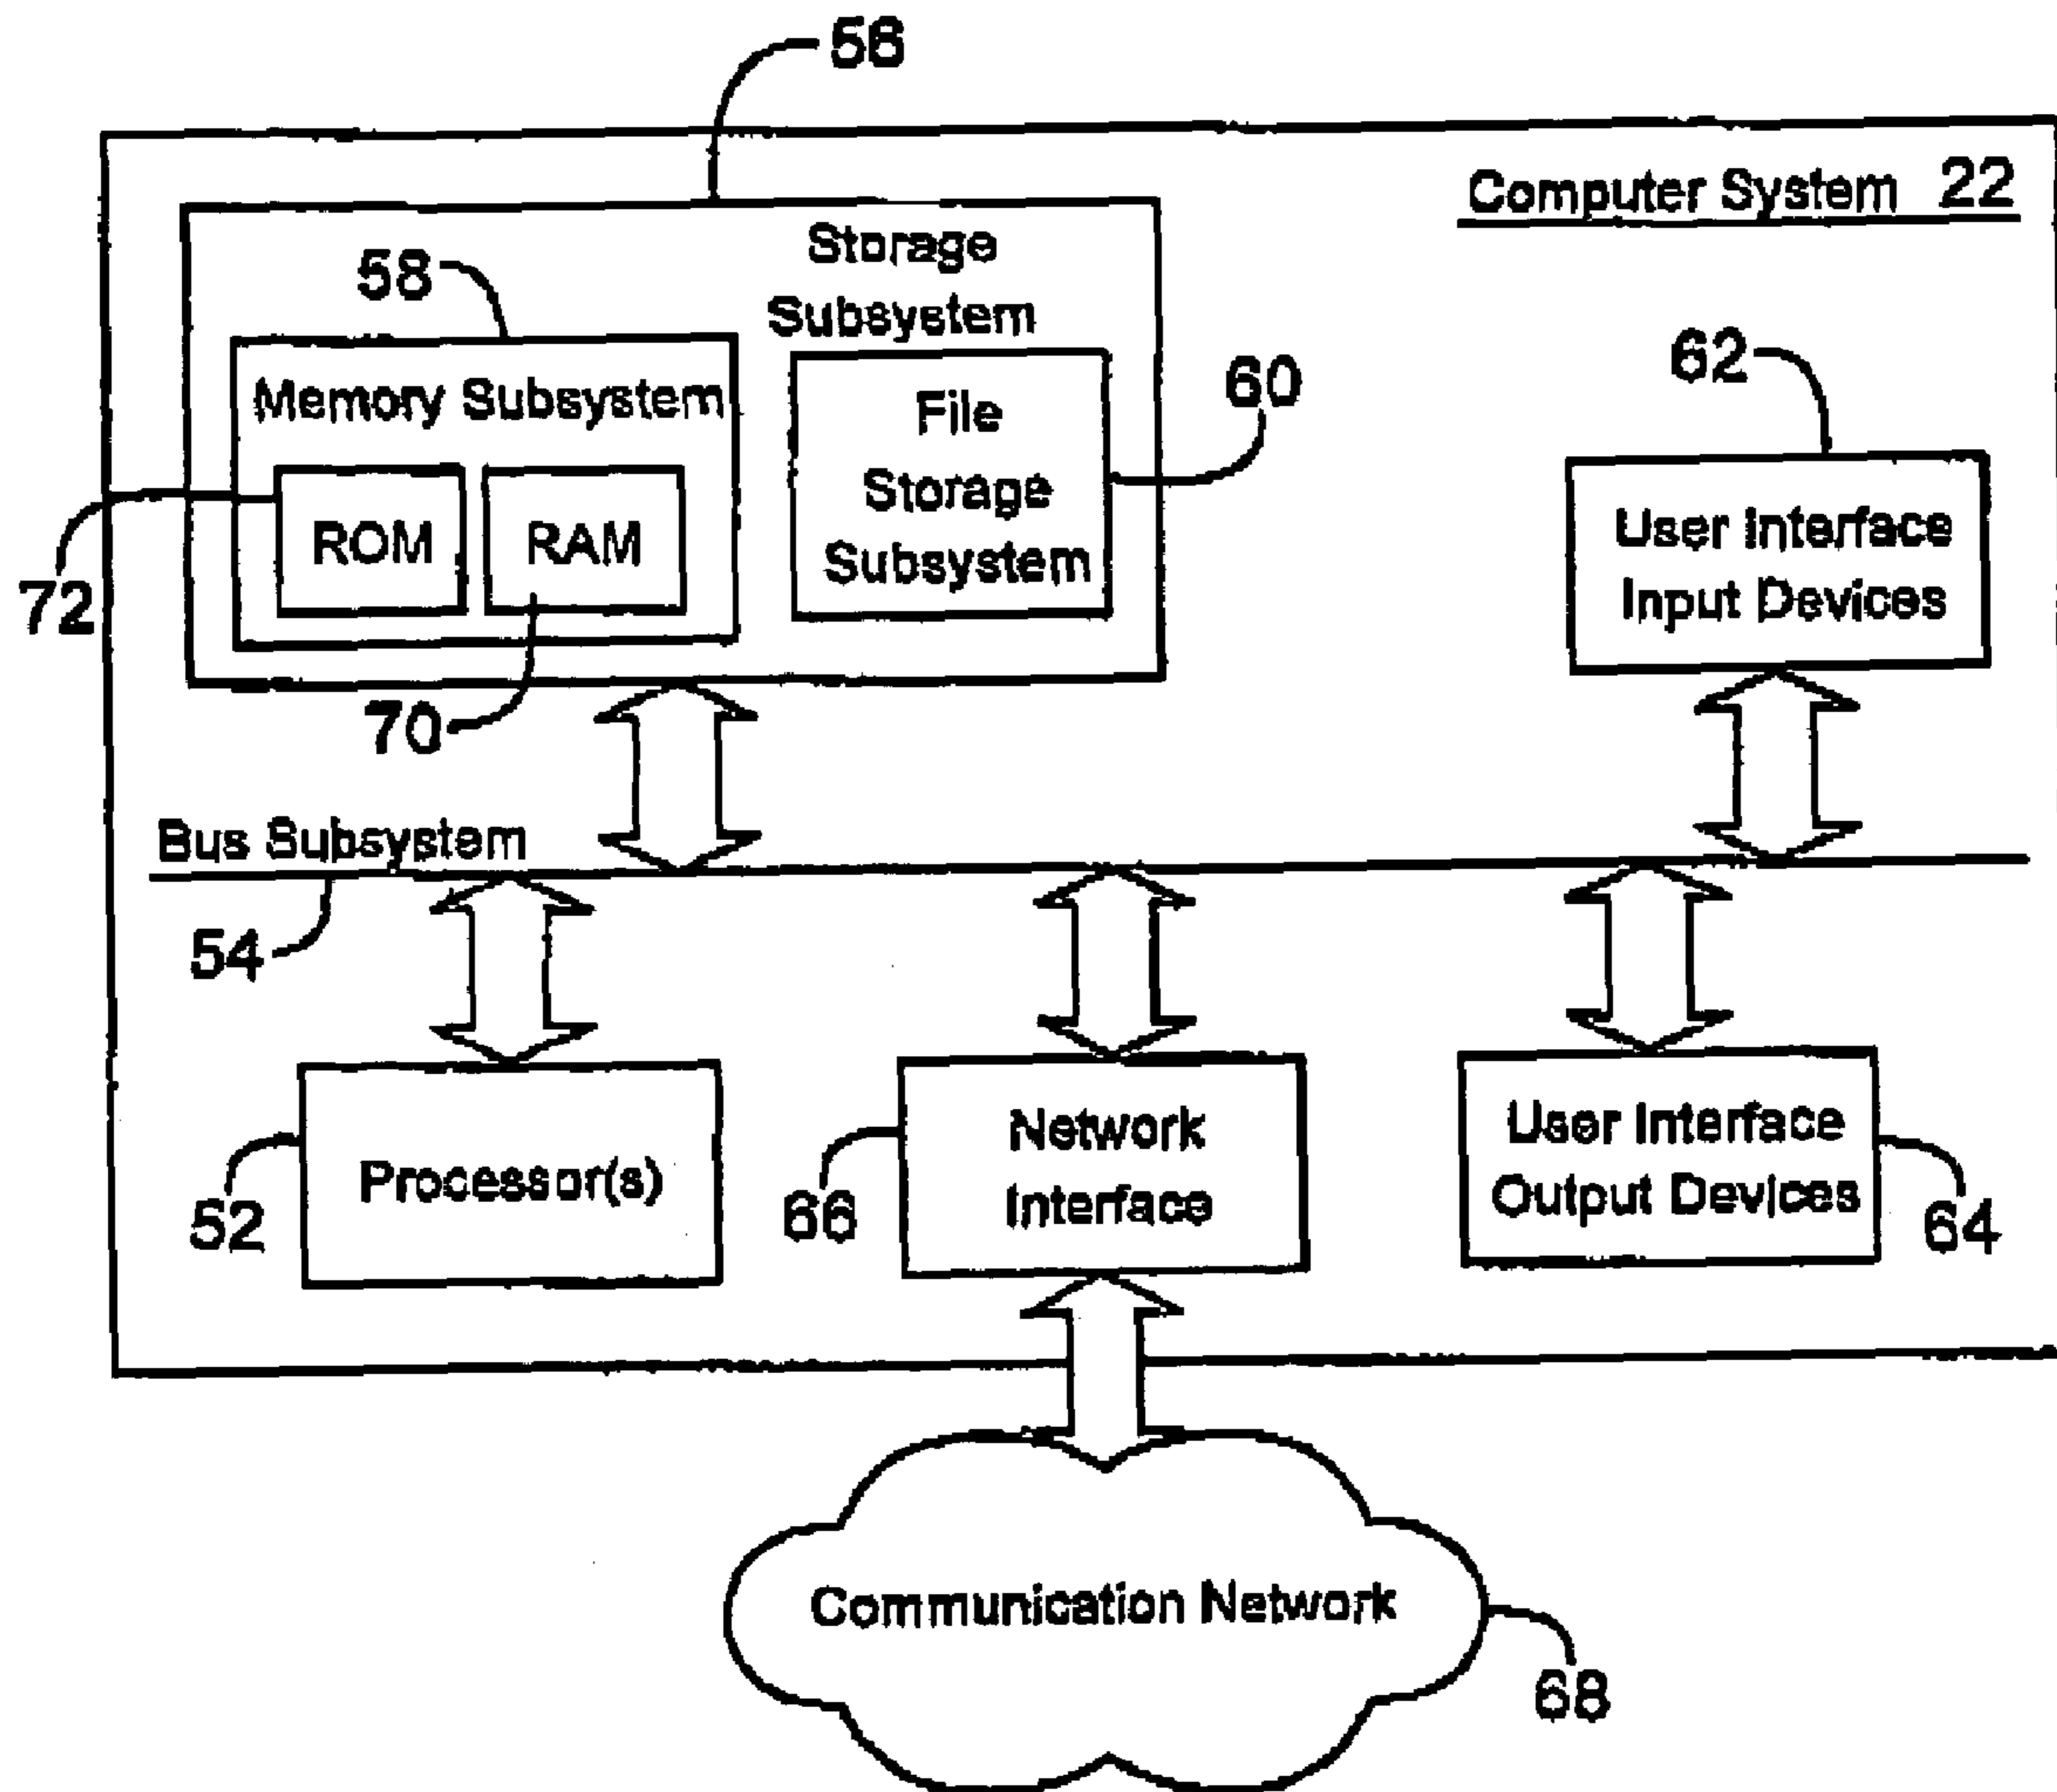 56
Computer System 22
Storage
Subsystem
58
Memory Subsystem
ROM
RAM
File
Storage
Subsystem
60
62
User Interface
Input Devices
72
70
Bus Subsystem
54
Processor(s)
52
Network
Interface
66
User Interface
Output Devices
64
Communication Network
68